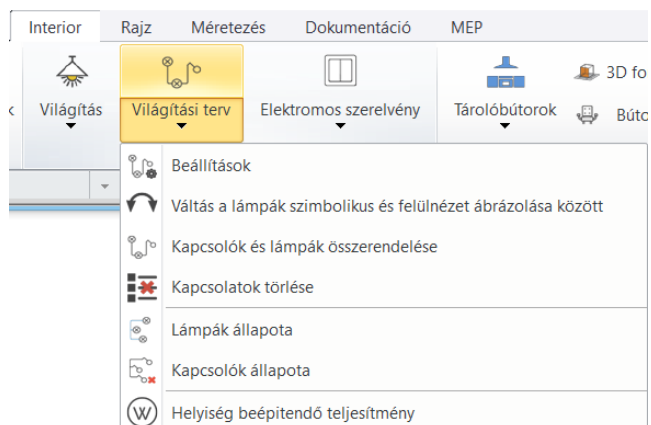 Interior Rajz Méretezés Dokumentáció MEP
Világítás Világítási terv Elektromos szerelvény Tárolóbútorok 3D fo
Búto
Beállítások
Váltás a lámpák szimbolikus és felülnézet ábrázolása között
Kapcsolók és lámpák összerendelése
Kapcsolatok törlése
Lámpák állapota
Kapcsolók állapota
W Helyiség beépitendő teljesítmény